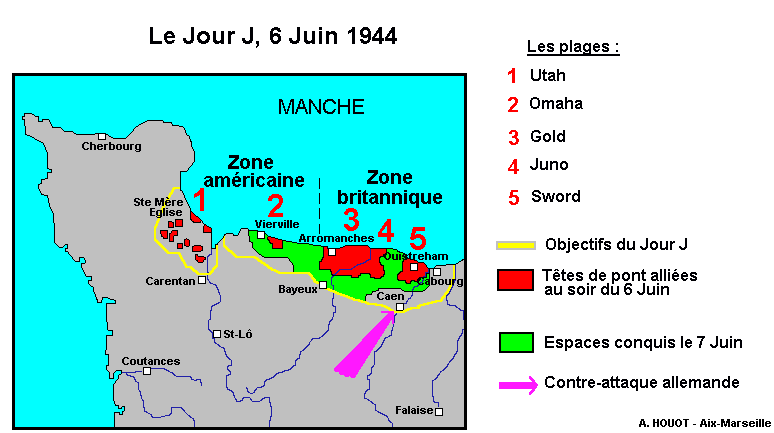 Le Jour J, 6 Juin 1944
Les plages :
1 Utah
2 Omaha
3 Gold
4 Juno
5 Sword
MANCHE
Cherbourg
Zone
américaine
Zone
britannique
Ste Mère
Eglise
1
2
Vierville
3
4
5
Arromanches
Ouistreham
Cabourg
Carentan
Bayeux
Caen
St-Lô
Coutances
Falaise
Objectifs du Jour J
Têtes de pont alliées
au soir du 6 Juin
Espaces conquis le 7 Juin
Contre-attaque allemande
A. HOUOT - Aix-Marseille